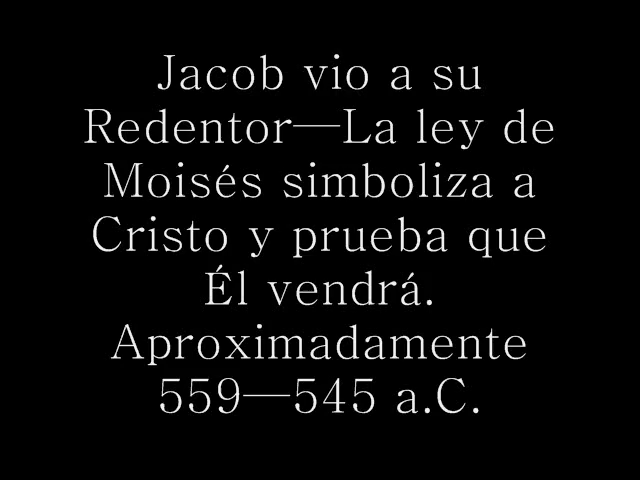 Jacob vio a su
Redentor—La ley de
Moisés simboliza a
Cristo y prueba que
Él vendrá.
Aproximadamente
559—545 a.C.